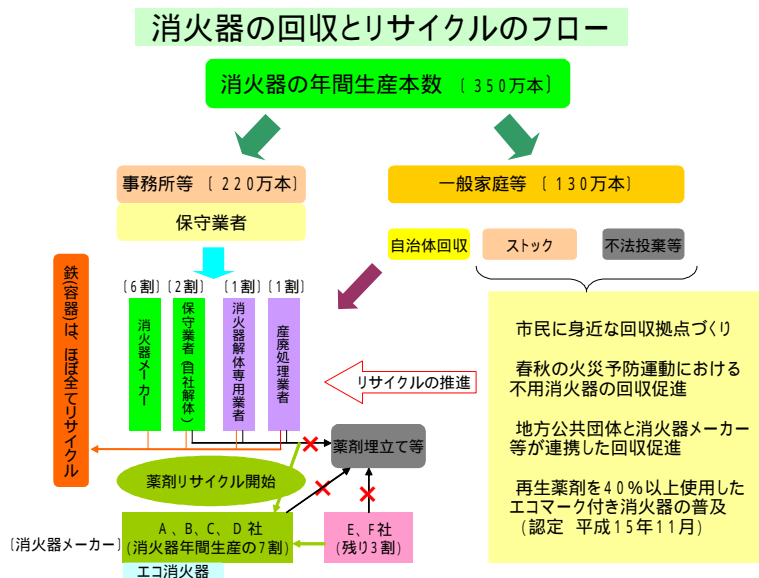 消火器の回収とリサイクルのフロー
消火器の年間生産本数 〔350万本〕
事務所等 〔220万本〕
一般家庭等 〔130万本〕
保守業者
自治体回収
ストック
不法投棄等
〔6割〕〔2割〕 〔1割〕〔1割〕
鉄(容器)は、ほぼ全てリサイクル
消火器メーカー
保守業者(自社解体)
消火器解体専用業者
産廃処理業者
リサイクルの推進
市民に身近な回収拠点づくり
春秋の火災予防運動における
不用消火器の回収促進
地方公共団体と消火器メーカー
等が連携した回収促進
再生薬剤を40%以上使用した
エコマーク付き消火器の普及
(認定 平成15年11月)
薬剤埋立て等
薬剤リサイクル開始
〔消火器メーカー〕
A、B、C、D 社
(消火器年間生産の7割)
E、F社
(残り3割)
エコ消火器